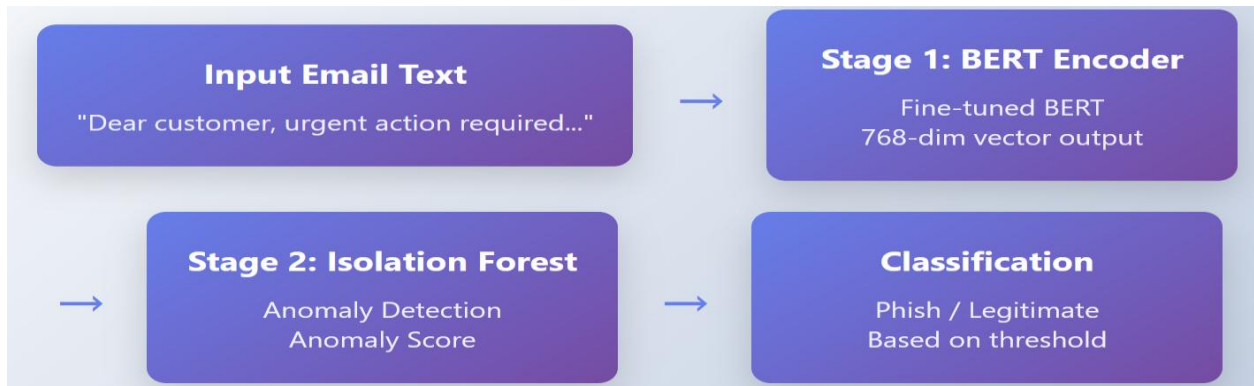 Input Email Text
"Dear customer, urgent action required..."
→
Stage 1: BERT Encoder
Fine-tuned BERT
768-dim vector output
→
Stage 2: Isolation Forest
Anomaly Detection
Anomaly Score
→
Classification
Phish / Legitimate
Based on threshold